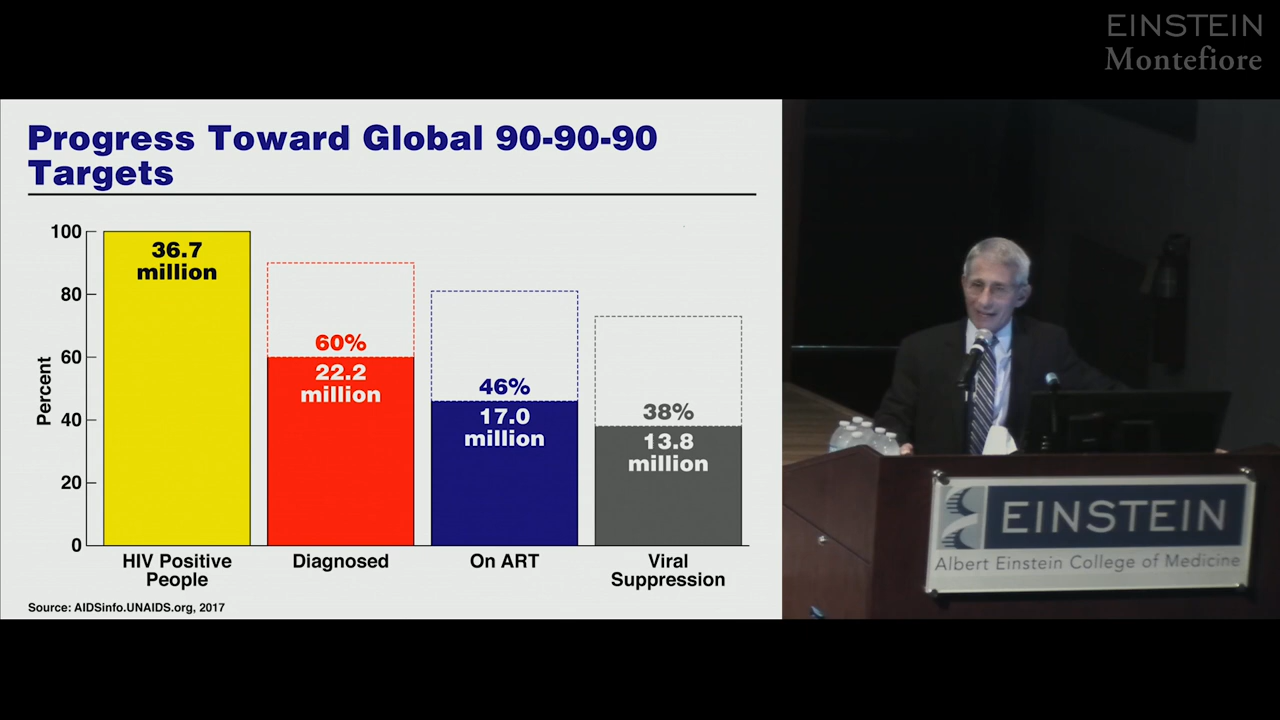 EINSTEIN
Montefiore
Progress Toward Global 90-90-90
Targets
Percent
100
80
60
40
20
0
36.7
million
60%
22.2
million
46%
17.0
million
38%
13.8
million
HIV Positive
People
Diagnosed
On ART
Viral
Suppression
Source: AIDSinfo.UNAIDS.org, 2017
EINSTEIN
Albert Einstein College of Medicine